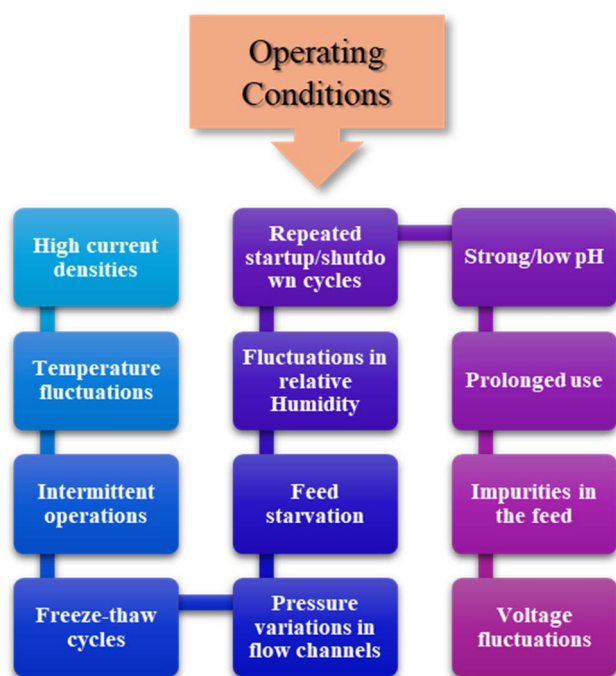 Operating
Conditions
High current
densities
Temperature
fluctuations
Intermittent
operations
Freeze-thaw
cycles
Pressure
variations in
flow channels
Feed
starvation
Fluctuations in
relative
Humidity
Repeated
startup/shutdo
wn cycles
Strong/low pH
Prolonged use
Impurities in
the feed
Voltage
fluctuations